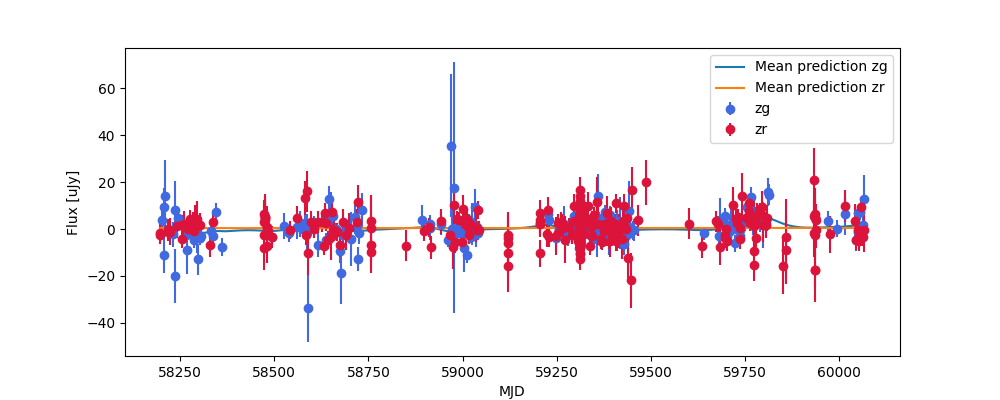 Mean prediction zg
Mean prediction zr
zg
zr
60
40
20
0
−20
−40
Flux [uJy]
58250
58500
58750
59000
59250
59500
59750
60000
MJD